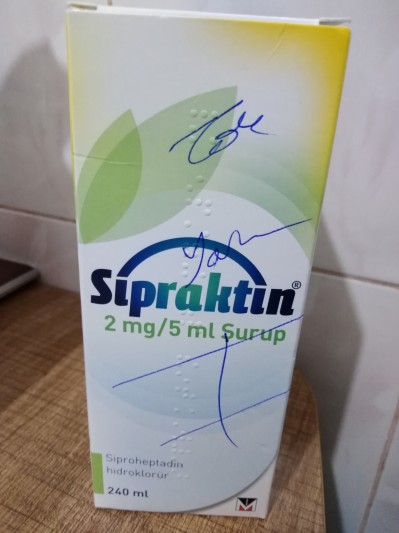 Sipraktin®
2 mg/5 ml Şurup
Siproheptadin
hidroklorür
240 ml